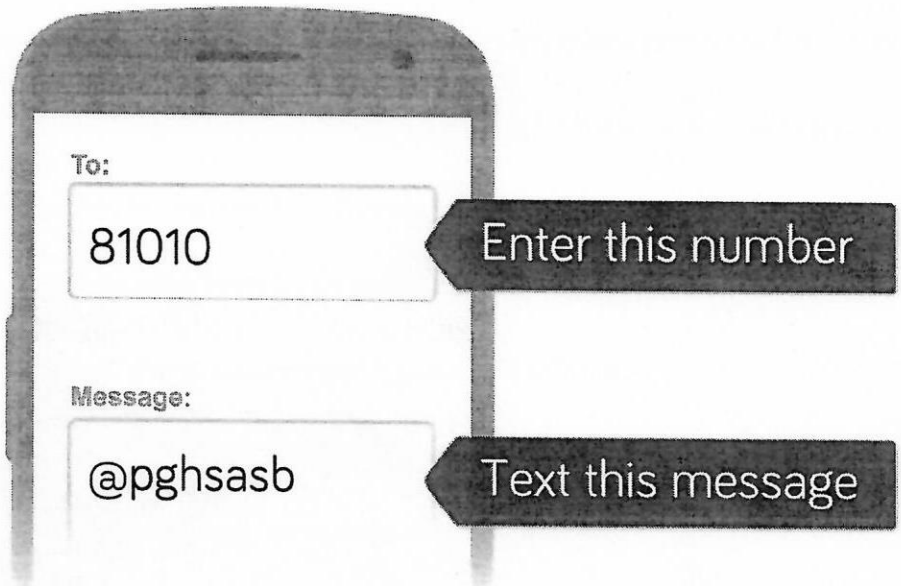 To:
81010
Enter this number
Message:
@pghsasb
Text this message